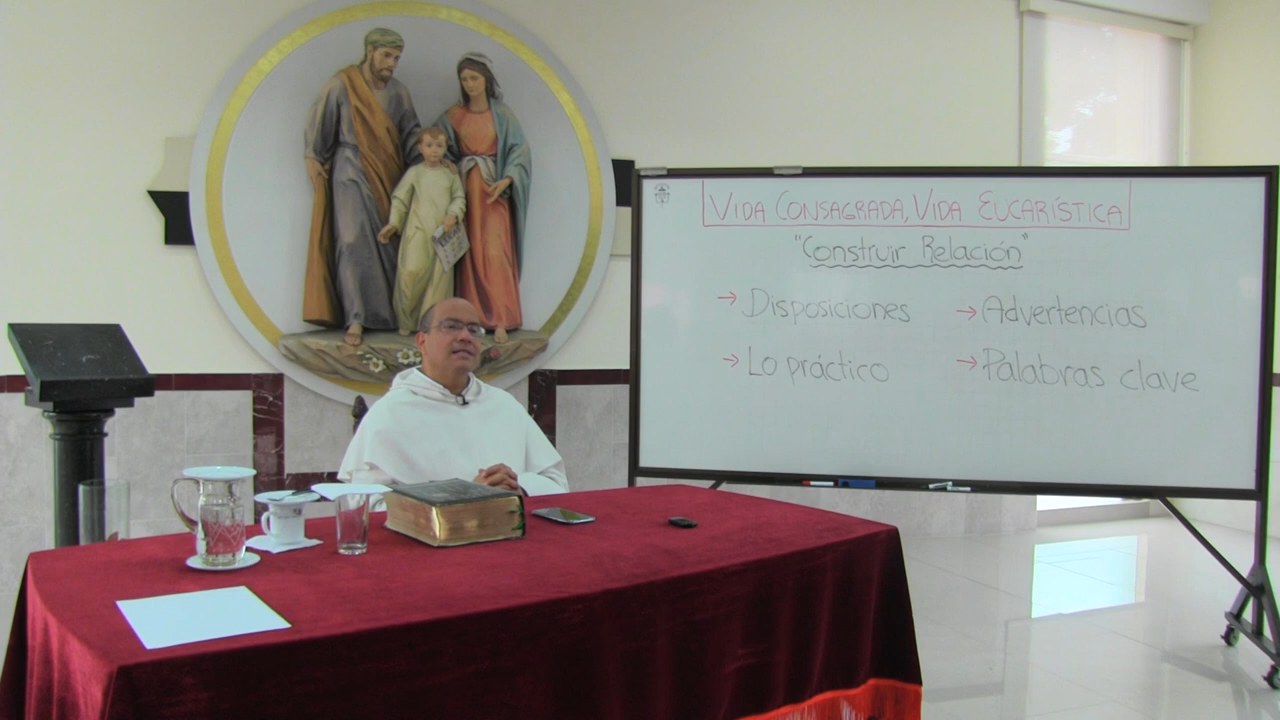 VIDA CONSAGRADA, VIDA EUCARÍSTICA
"Construir Relación"
→ Disposiciones
→ Advertencias
→ Lo práctico
→ Palabras clave